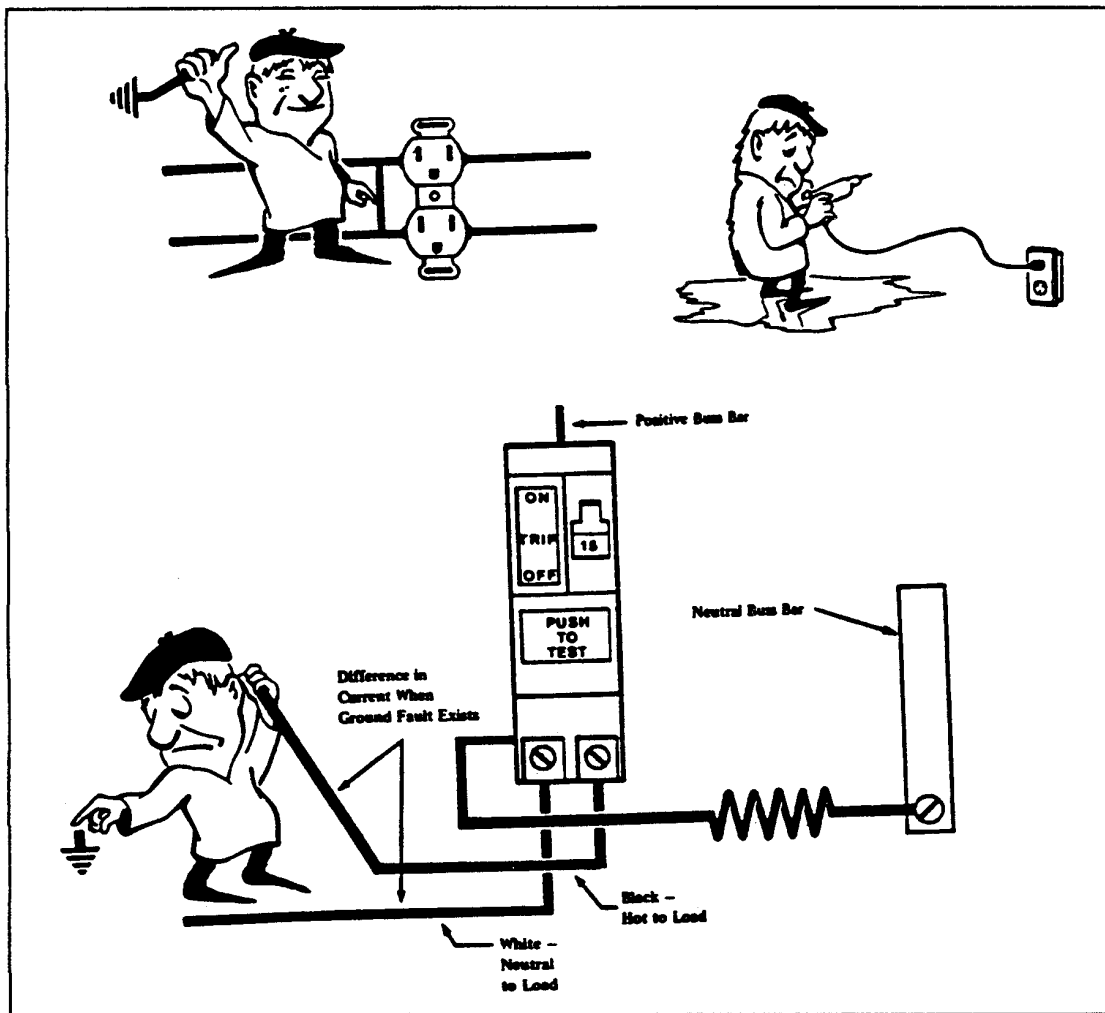 Positive Buss Bar
ON
TRIP
OFF
15
PUSH
TO
TEST
Neutral Buss Bar
Difference in
Current When
Ground Fault Exists
Black –
Hot to Load
White –
Neutral
to Load